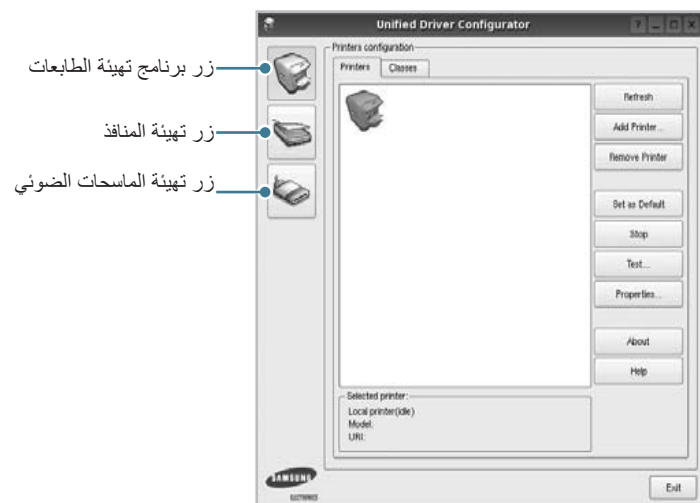 Unified Driver Configurator
Printers configuration
Printers
Classes
زر برنامج تهيئة الطابعات
زر تهيئة المنافذ
زر تهيئة الماسحات الضوئي
Refresh
Add Printer...
Remove Printer
Set as Default
Stop
Test...
Properties...
About
Help
Selected printer:
Local printer(idle)
Model:
URI:
SAMSUNG
ELECTRONICS
Exit